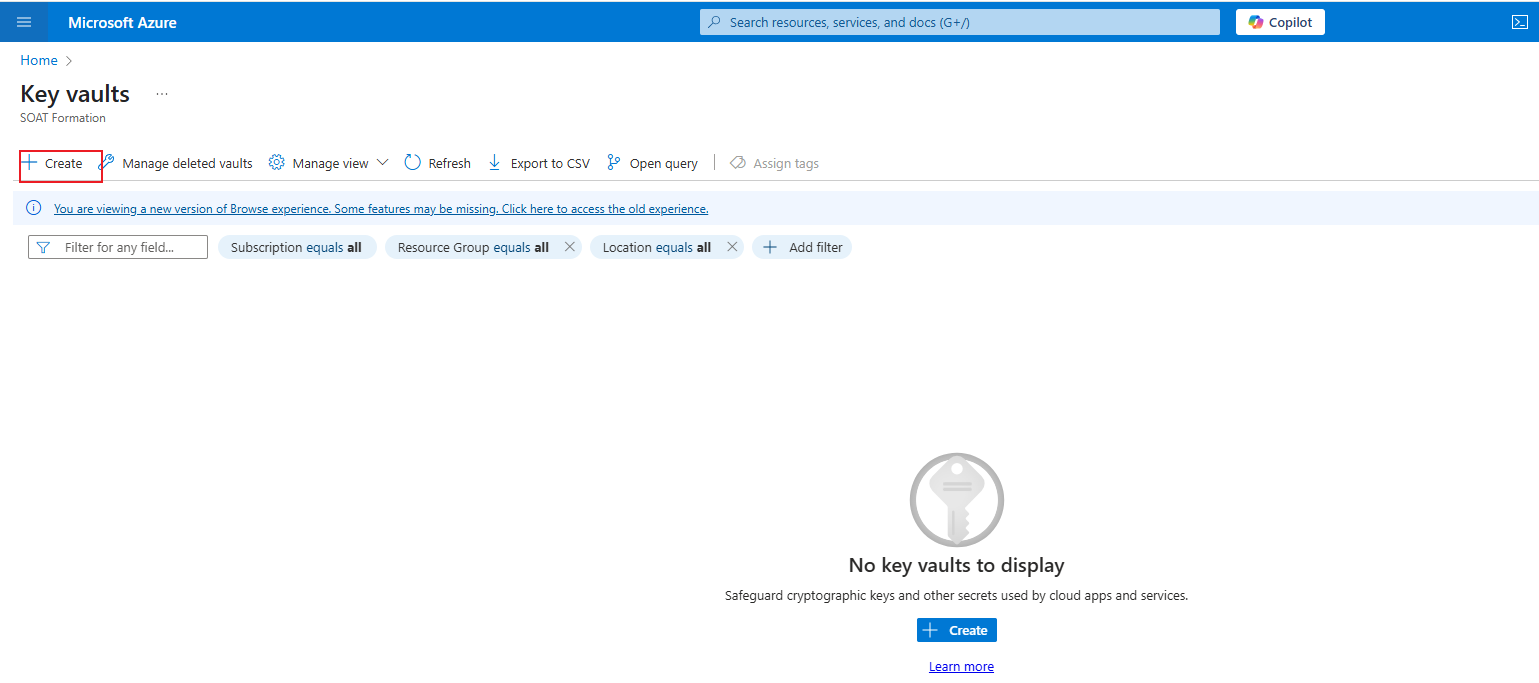 Microsoft Azure
Search resources, services, and docs (G+/)
Copilot
Home
Key vaults ...
SOAT Formation
Create
Manage deleted vaults
Manage view
Refresh
Export to CSV
Open query
Assign tags
You are viewing a new version of Browse experience. Some features may be missing. Click here to access the old experience.
Filter for any field...
Subscription equals all
Resource Group equals all
Location equals all
Add filter
No key vaults to display
Safeguard cryptographic keys and other secrets used by cloud apps and services.
Create
Learn more